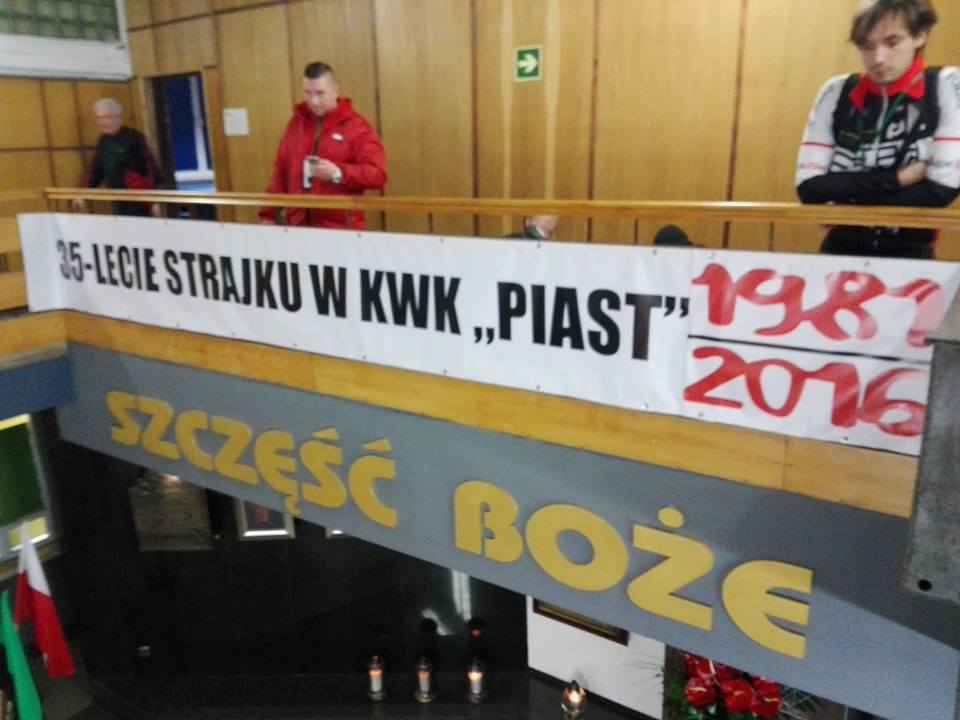 35-LECIE STRAJKU W KWK „PIAST”
1981
2016
SZCZĘŚĆ BOŻE